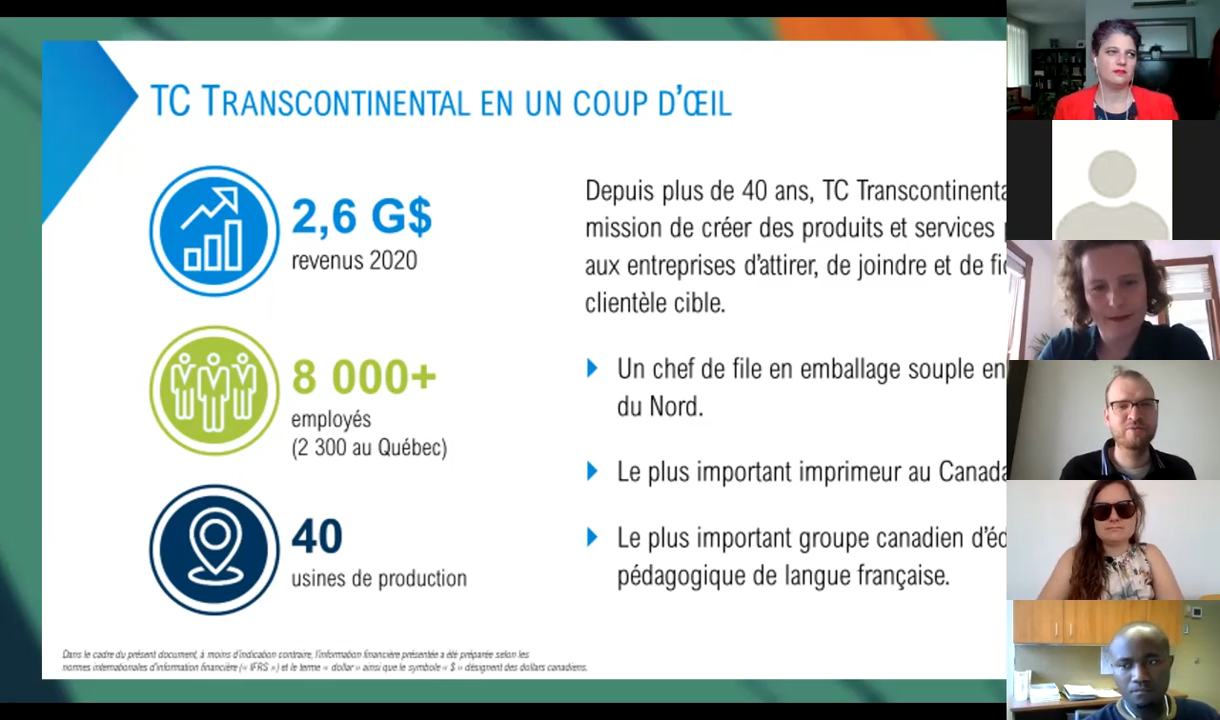 TC TRANSCONTINENTAL EN UN COUP D'ŒIL
2,6 G$
revenus 2020
8 000+
employés
(2 300 au Québec)
40
usines de production
Depuis plus de 40 ans, TC
mission de créer des produits et services
aux entreprises d'attirer, de joindre et de
clientèle cible.
Un chef de file en emballage souple en
du Nord.
Le plus important imprimeur au Canada
Le plus important groupe canadien
pédagogique de langue française.
Dans le cadre du présent document, à moins d'indication contraire, l'information financière présentée a été préparée selon les
normes internationales d'information financière (« IFRS ») et le terme « dollar » ainsi que le symbole « $ » désignent des dollars canadiens.